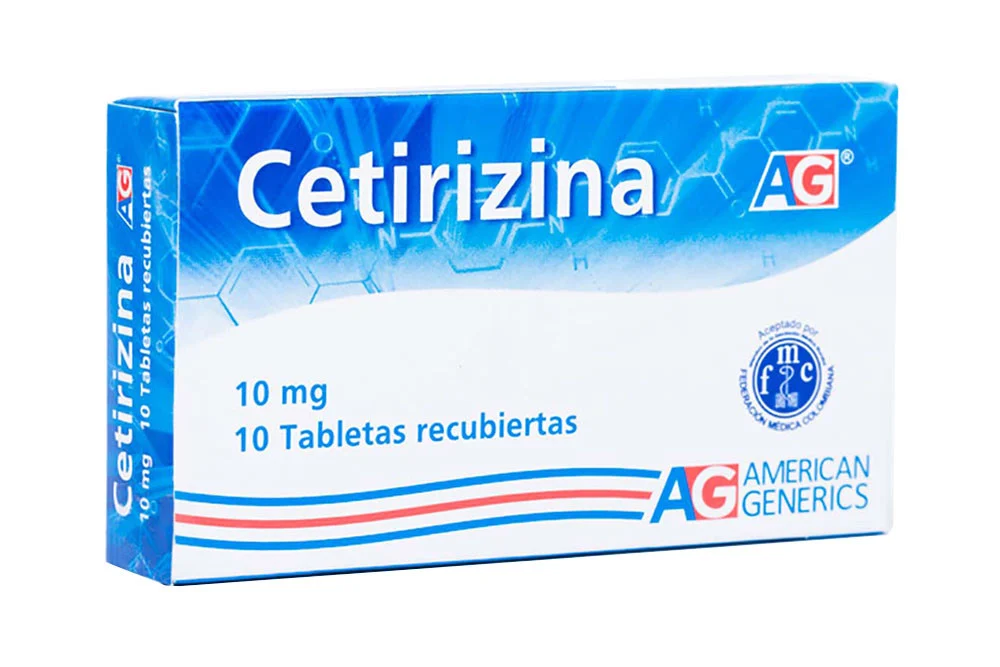 Cetirizina
AG®
10 mg
10 Tabletas recubiertas
Aceptado por
fmc
FEDERACIÓN MÉDICA COLOMBIANA
AG AMERICAN
GENERICS
Cetirizina AG®
10 mg 10 Tabletas recubiertas